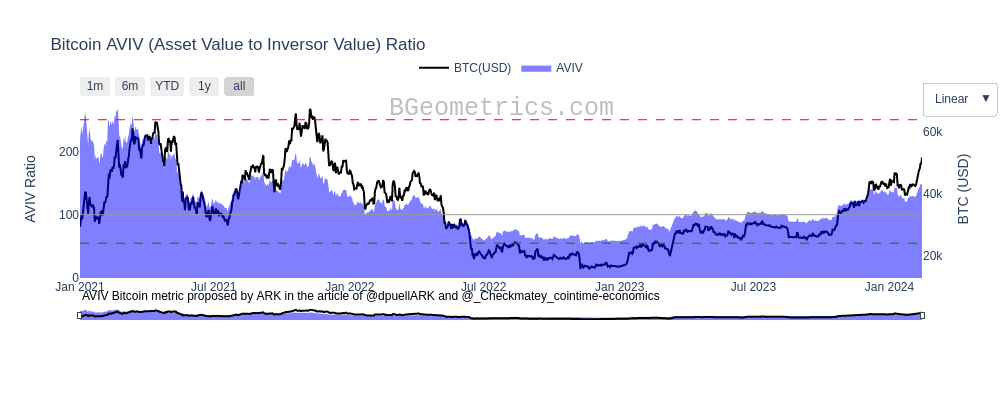 Bitcoin AVIV (Asset Value to Inversor Value) Ratio
BTC(USD) AVIV
1m 6m YTD 1y all
Linear ▼
BGeometrics.com
200
100
0
AVIV Ratio
60k
40k
20k
BTC (USD)
Jan 2021 Jul 2021 Jan 2022 Jul 2022 Jan 2023 Jul 2023 Jan 2024
AVIV Bitcoin metric proposed by ARK in the article of @dpuellARK and @_Checkmatey_cointime-economics